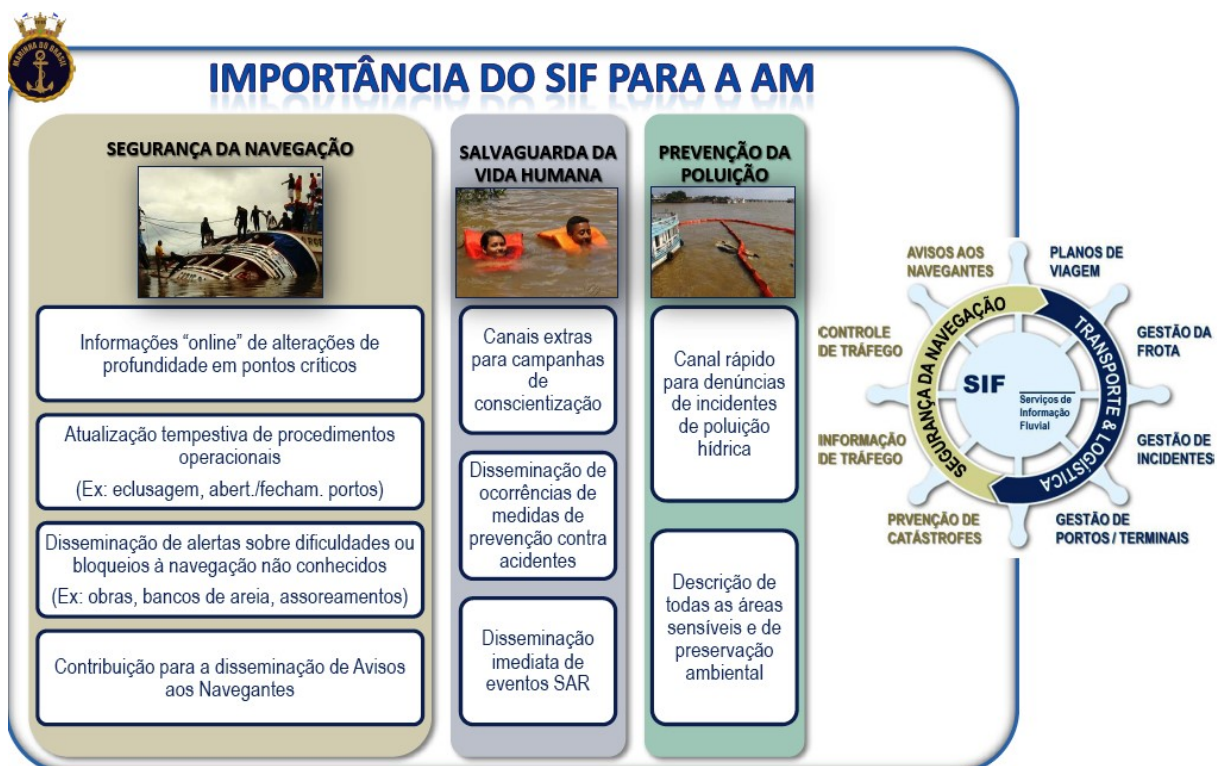 MARINHA DO BRASIL
IMPORTÂNCIA DO SIF PARA A AM
SEGURANÇA DA NAVEGAÇÃO
Informações “online” de alterações de
profundidade em pontos críticos
Atualização tempestiva de procedimentos
operacionais
(Ex: eclusagem, abert./fecham. portos)
Disseminação de alertas sobre dificuldades ou
bloqueios à navegação não conhecidos
(Ex: obras, bancos de areia, assoreamentos)
Contribuição para a disseminação de Avisos
aos Navegantes
SALVAGUARDA DA
VIDA HUMANA
Canais extras
para campanhas
de
conscientização
Disseminação de
ocorrências de
medidas de
prevenção contra
acidentes
Disseminação
imediata de
eventos SAR
PREVENÇÃO DA
POLUIÇÃO
Canal rápido
para denúncias
de incidentes
de poluição
hídrica
Descrição de
todas as áreas
sensíveis e de
preservação
ambiental
AVISOS AOS
NAVEGANTES
PLANOS DE
VIAGEM
CONTROLE
DE TRÁFEGO
GESTÃO DA
FROTA
INFORMAÇÃO
DE TRÁFEGO
GESTÃO DE
INCIDENTES
PRVENÇÃO DE
CATÁSTROFES
GESTÃO DE
PORTOS / TERMINAIS
SEGURANÇA DA NAVEGAÇÃO
TRANSPORTE & LOGÍSTICA
SIF
Serviços de
Informação
Fluvial